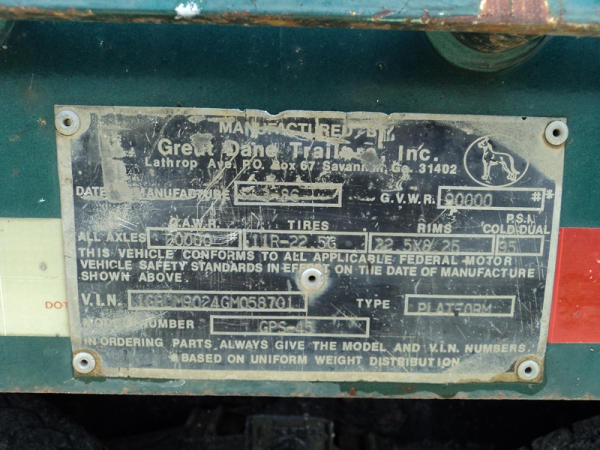 MANUFACTURED BY
Great Dane Trailers, Inc.
Lathrop Ave. P.O. Box 67 Savannah, Ga. 31402
DATE OF MANUFACTURE G.V.W.R. 90000 #*
G.A.W.R. TIRES RIMS P.S.I. COLD DUAL
ALL AXLES 20000 # 11R-22.5G 22.5X8.25 95
THIS VEHICLE CONFORMS TO ALL APPLICABLE FEDERAL MOTOR
VEHICLE SAFETY STANDARDS IN EFFECT ON THE DATE OF MANUFACTURE
SHOWN ABOVE.
DOT
V.I.N. TYPE PLATFORM
MODEL NUMBER GPS-45
IN ORDERING PARTS, ALWAYS GIVE THE MODEL AND V.I.N. NUMBERS.
*BASED ON UNIFORM WEIGHT DISTRIBUTION